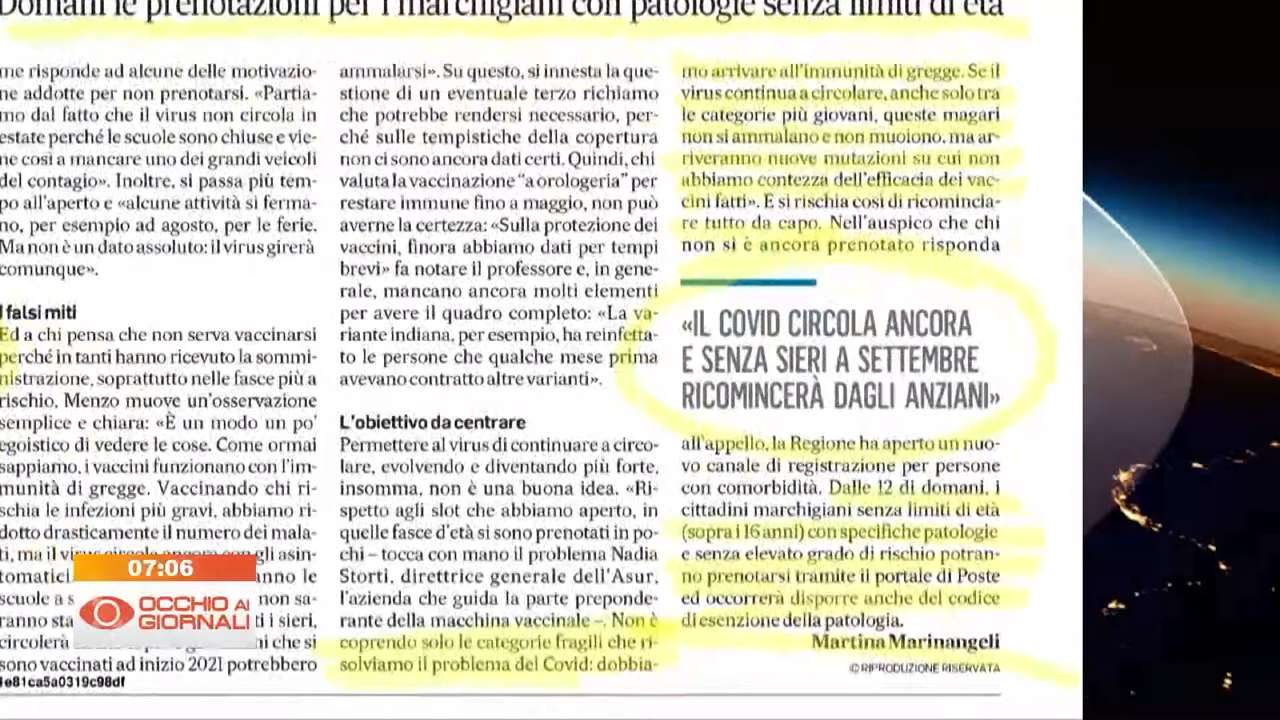 Domani le prenotazioni per i marchigiani con patologie senza limiti di età
me risponde ad alcune delle motivazio-
ne addotte per non prenotarsi. «Partia-
mo dal fatto che il virus non circola in
estate perché le scuole sono chiuse e vie-
ne così a mancare uno dei grandi veicoli
del contagio». Inoltre, si passa più tem-
po all'aperto e «alcune attività si ferma-
no, per esempio ad agosto, per le ferie.
Ma non è un dato assoluto: il virus girerà
comunque».
I falsi miti
Ed a chi pensa che non serva vaccinarsi
perché in tanti hanno ricevuto la sommi-
nistrazione, soprattutto nelle fasce più a
rischio, Menzo muove un'osservazione
semplice e chiara: «È un modo un po'
egoistico di vedere le cose. Come ormai
sappiamo, i vaccini funzionano con l'im-
munità di gregge. Vaccinando chi ri-
schia le infezioni più gravi, abbiamo ri-
dotto drasticamente il numero dei mala-
ti, ma il virus circola ancora con gli asin-
tomatici anno le
scuole a s non sa-
ranno sta ti i sieri,
circolerà i che si
sono vaccinati ad inizio 2021 potrebbero
1e81ca5a0319c98df
ammalarsi». Su questo, si innesta la que-
stione di un eventuale terzo richiamo
che potrebbe rendersi necessario, per-
ché sulle tempistiche della copertura
non ci sono ancora dati certi. Quindi, chi
valuta la vaccinazione "a orologeria" per
restare immune fino a maggio, non può
averne la certezza: «Sulla protezione dei
vaccini, finora abbiamo dati per tempi
brevi» fa notare il professore e, in gene-
rale, mancano ancora molti elementi
per avere il quadro completo: «La va-
riante indiana, per esempio, ha reinfetta-
to le persone che qualche mese prima
avevano contratto altre varianti».
L'obiettivo da centrare
Permettere al virus di continuare a circo-
lare, evolvendo e diventando più forte,
insomma, non è una buona idea. «Ri-
spetto agli slot che abbiamo aperto, in
quelle fasce d'età si sono prenotati in po-
chi – tocca con mano il problema Nadia
Storti, direttrice generale dell'Asur,
l'azienda che guida la parte preponde-
rante della macchina vaccinale –. Non è
coprendo solo le categorie fragili che ri-
solviamo il problema del Covid: dobbia-
mo arrivare all'immunità di gregge. Se il
virus continua a circolare, anche solo tra
le categorie più giovani, queste magari
non si ammalano e non muoiono, ma ar-
riveranno nuove mutazioni su cui non
abbiamo contezza dell'efficacia dei vac-
cini fatti». E si rischia così di ricomincia-
re tutto da capo. Nell'auspico che chi
non si è ancora prenotato risponda
«IL COVID CIRCOLA ANCORA
E SENZA SIERI A SETTEMBRE
RICOMINCERÀ DAGLI ANZIANI»
all'appello, la Regione ha aperto un nuo-
vo canale di registrazione per persone
con comorbidità. Dalle 12 di domani, i
cittadini marchigiani senza limiti di età
(sopra i 16 anni) con specifiche patologie
e senza elevato grado di rischio potran-
no prenotarsi tramite il portale di Poste
ed occorrerà disporre anche del codice
di esenzione della patologia.
Martina Marinangeli
© RIPRODUZIONE RISERVATA
07:06
OCCHIO AI
GIORNALI